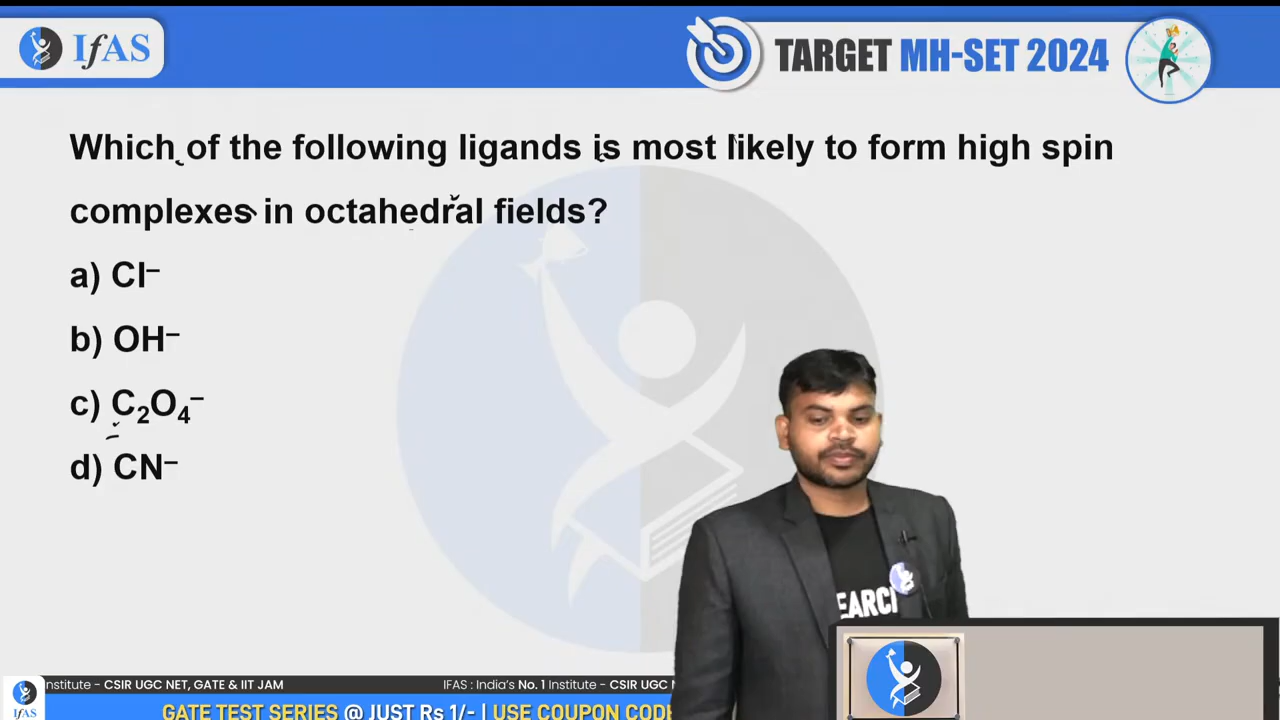 IfAS
TARGET MH-SET 2024
Which of the following ligands is most likely to form high spin
complexes in octahedral fields?
a) Cl⁻
b) OH⁻
c) C₂O₄⁻
d) CN⁻
EARCH
nstitute - CSIR UGC NET, GATE & IIT JAM
IFAS : India's No. 1 Institute - CSIR UGC
IfAS
GATE TEST SERIES @ JUST Rs 1/- | USE COUPON CODE